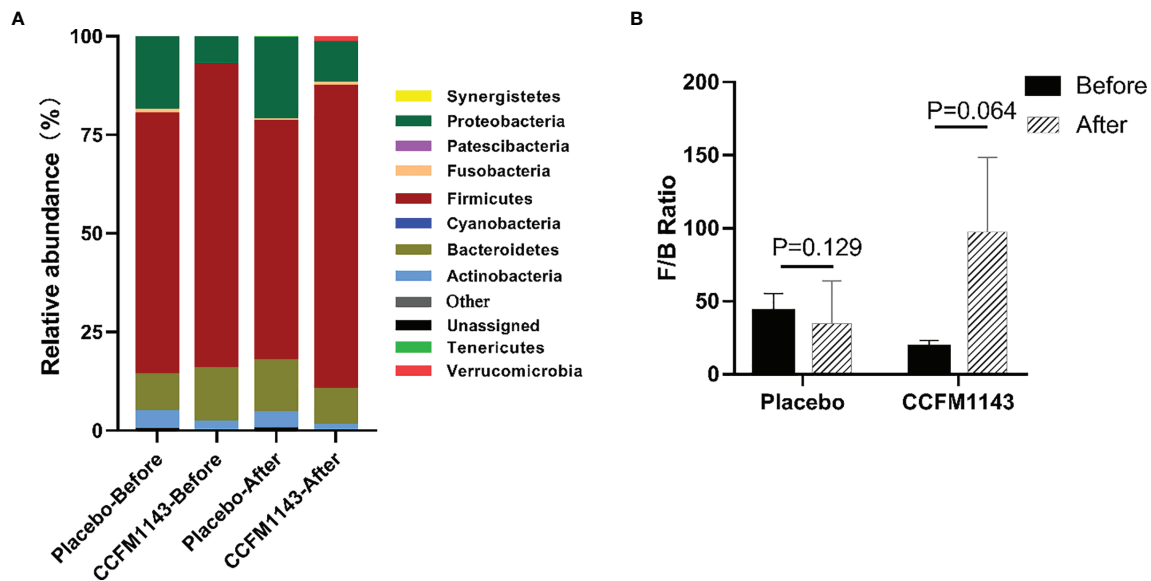 A
Relative abundance (%)
100
75
50
25
0
Placebo-Before
CCFM1143-Before
Placebo-After
CCFM1143-After
Synergistetes
Proteobacteria
Patescibacteria
Fusobacteria
Firmicutes
Cyanobacteria
Bacteroidetes
Actinobacteria
Other
Unassigned
Tenericutes
Verrucomicrobia
B
F/B Ratio
200
150
100
50
0
P=0.129
P=0.064
Placebo
CCFM1143
Before
After